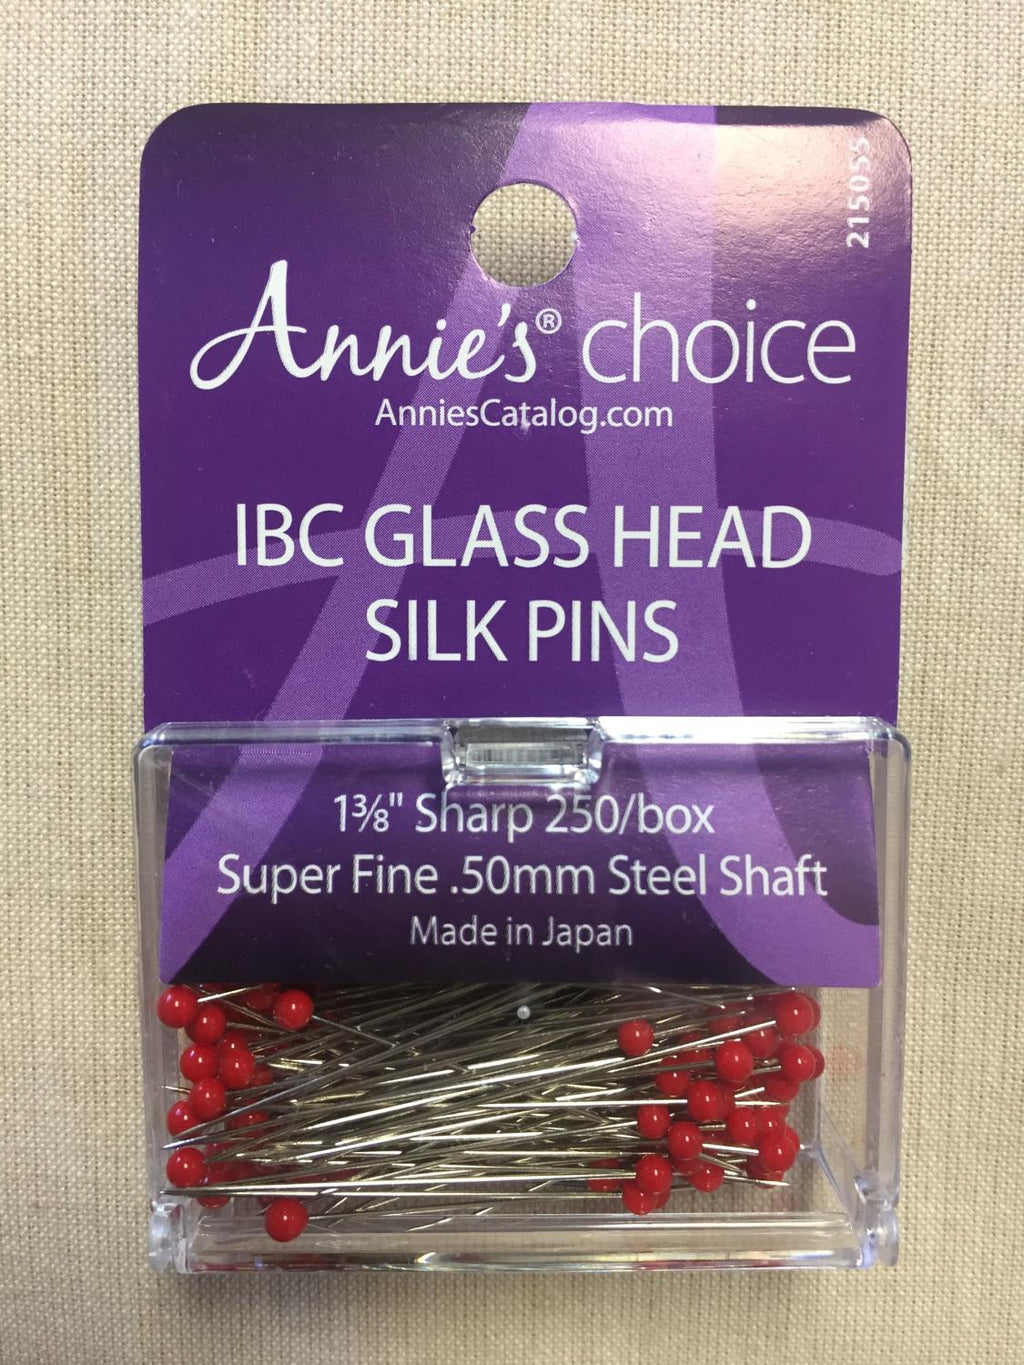 215055
Annie's® choice
AnniesCatalog.com
IBC GLASS HEAD
SILK PINS
1⅜" Sharp 250/box
Super Fine .50mm Steel Shaft
Made in Japan